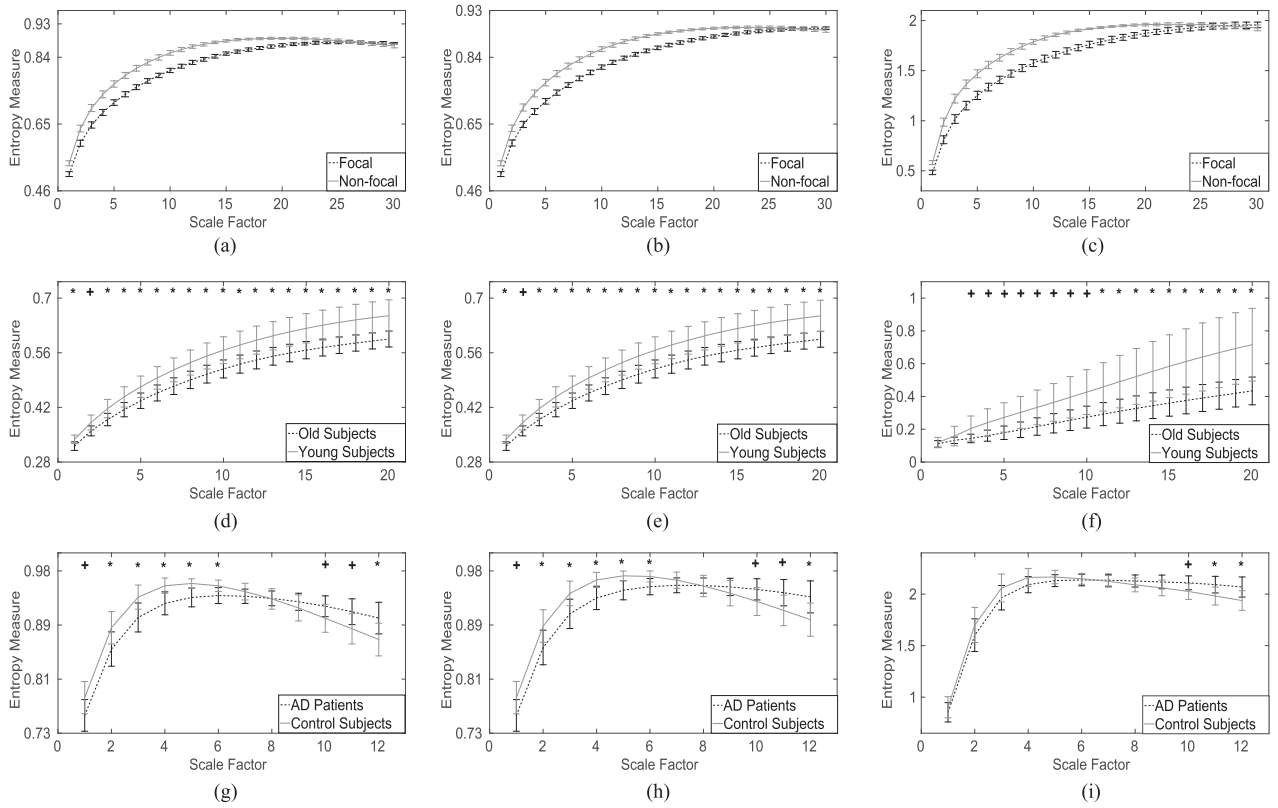 0.93 0.84 0.65 0.46
Entropy Measure
Focal
Non-focal
0 5 10 15 20 25 30
Scale Factor
(a)
0.93 0.84 0.65 0.46
Entropy Measure
Focal
Non-focal
0 5 10 15 20 25 30
Scale Factor
(b)
2 1.5 1 0.5
Entropy Measure
Focal
Non-focal
0 5 10 15 20 25 30
Scale Factor
(c)
* + * * * * * * * * * * * * * * * * * *
0.7 0.56 0.42 0.28
Entropy Measure
Old Subjects
Young Subjects
0 5 10 15 20
Scale Factor
(d)
* + * * * * * * * * * * * * * * * * * *
0.7 0.56 0.42 0.28
Entropy Measure
Old Subjects
Young Subjects
0 5 10 15 20
Scale Factor
(e)
+ + + + + + + + * * * * * * * * * *
1 0.8 0.6 0.4 0.2 0
Entropy Measure
Old Subjects
Young Subjects
0 5 10 15 20
Scale Factor
(f)
+ * * * * * + + *
0.98 0.89 0.81 0.73
Entropy Measure
AD Patients
Control Subjects
0 2 4 6 8 10 12
Scale Factor
(g)
+ * * * * * + + *
0.98 0.89 0.81 0.73
Entropy Measure
AD Patients
Control Subjects
0 2 4 6 8 10 12
Scale Factor
(h)
+ * *
2 1.5 1
Entropy Measure
AD Patients
Control Subjects
0 2 4 6 8 10 12
Scale Factor
(i)